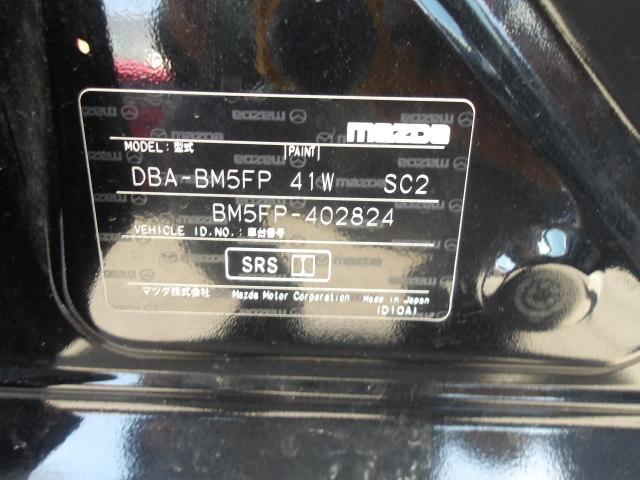 mazda
MODEL:型式 PAINT
DBA-BM5FP 41W SC2
BM5FP-402824
VEHICLE ID.NO.:車台番号
SRS I
マツダ株式会社 Mazda Motor Corporation Made in Japan
(D10A)